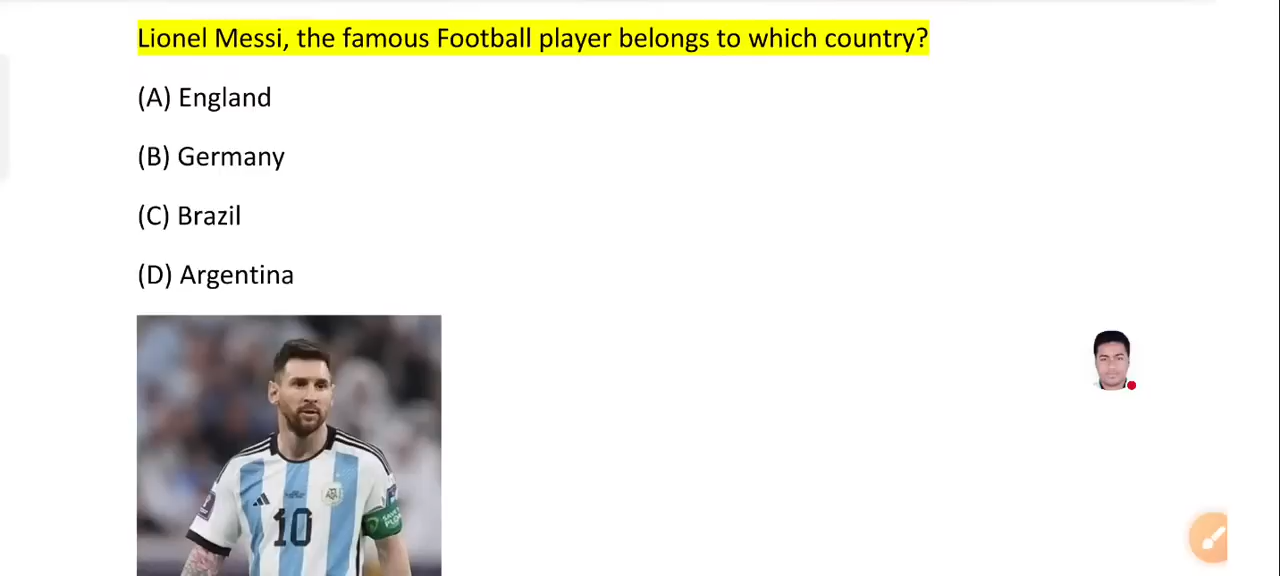 Lionel Messi, the famous Football player belongs to which country?
(A) England
(B) Germany
(C) Brazil
(D) Argentina
10